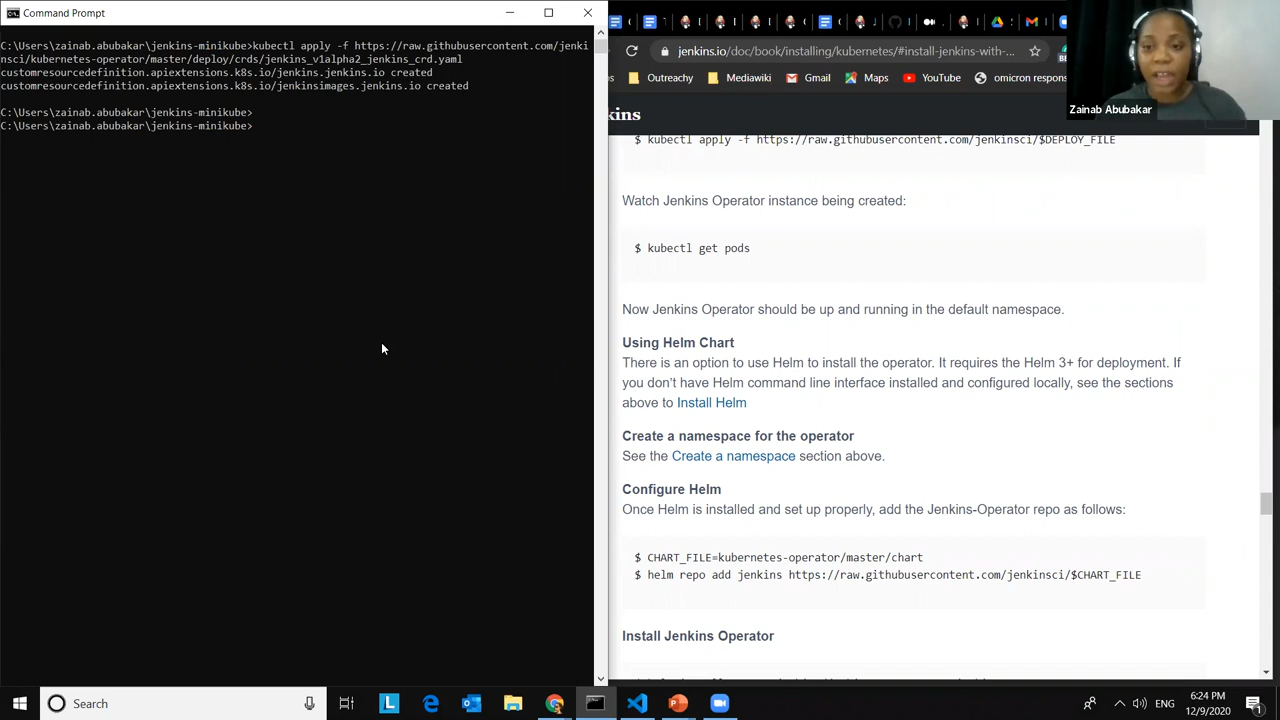 Command Prompt
C:\Users\zainab.abubakar\jenkins-minikube>kubectl apply -f https://raw.githubusercontent.com/jenki
nsci/kubernetes-operator/master/deploy/crds/jenkins_v1alpha2_jenkins_crd.yaml
customresourcedefinition.apiextensions.k8s.io/jenkins.jenkins.io created
customresourcedefinition.apiextensions.k8s.io/jenkinsimages.jenkins.io created
C:\Users\zainab.abubakar\jenkins-minikube>
C:\Users\zainab.abubakar\jenkins-minikube>
jenkins.io/doc/book/installing/kubernetes/#install-jenkins-with-...
Outreachy
Mediaworld
Gmail
Maps
YouTube
omicron respons
Zainab Abubakar
kins
$ kubectl apply -f https://raw.githubusercontent.com/jenkinsci/$DEPLOY_FILE
Watch Jenkins Operator instance being created:
$ kubectl get pods
Now Jenkins Operator should be up and running in the default namespace.
Using Helm Chart
There is an option to use Helm to install the operator. It requires the Helm 3+ for deployment. If
you don't have Helm command line interface installed and configured locally, see the sections
above to Install Helm
Create a namespace for the operator
See the Create a namespace section above.
Configure Helm
Once Helm is installed and set up properly, add the Jenkins-Operator repo as follows:
$ CHART_FILE=kubernetes-operator/master/chart
$ helm repo add jenkins https://raw.githubusercontent.com/jenkinsci/$CHART_FILE
Install Jenkins Operator
Search
ENG
6:24 PM
12/9/2020
1